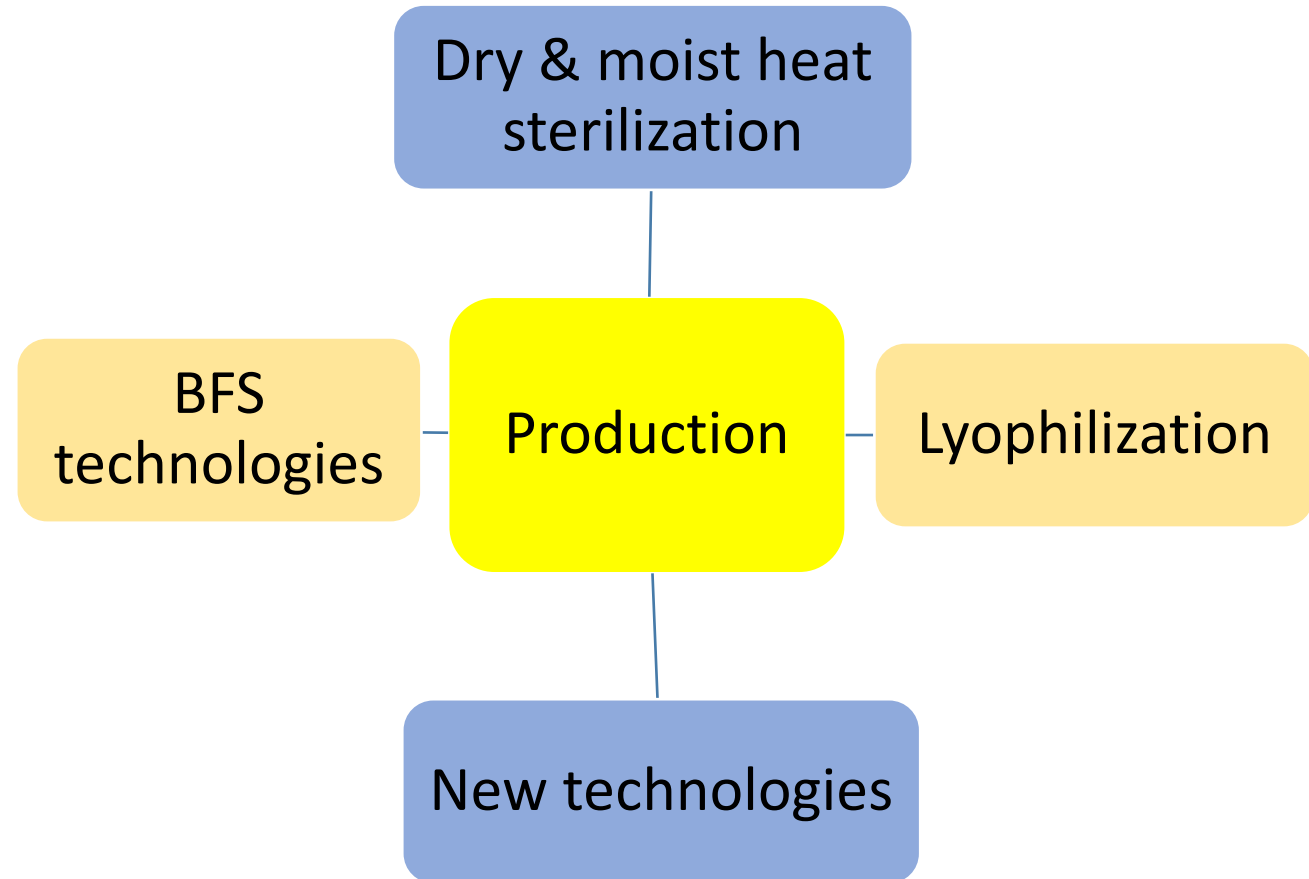 Dry & moist heat
sterilization
BFS
technologies
Production
Lyophilization
New technologies